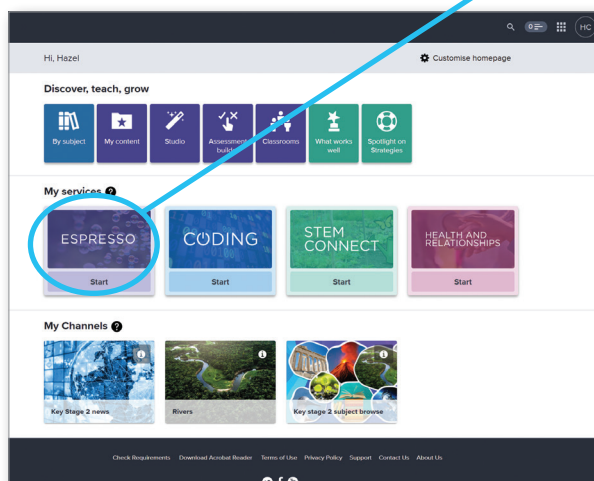 0
HC
Hi, Hazel
Customise homepage
Discover, teach, grow
By subject
My content
Studio
Assessment builder
Classrooms
What works well
Spotlight on Strategies
My services ?
ESPRESSO
CODING
STEM CONNECT
HEALTH AND RELATIONSHIPS
Start
Start
Start
Start
My Channels ?
Key Stage 2 news
Rivers
Key stage 2 subject browse
Check Requirements Download Acrobat Reader Terms of Use Privacy Policy Support Contact Us About Us